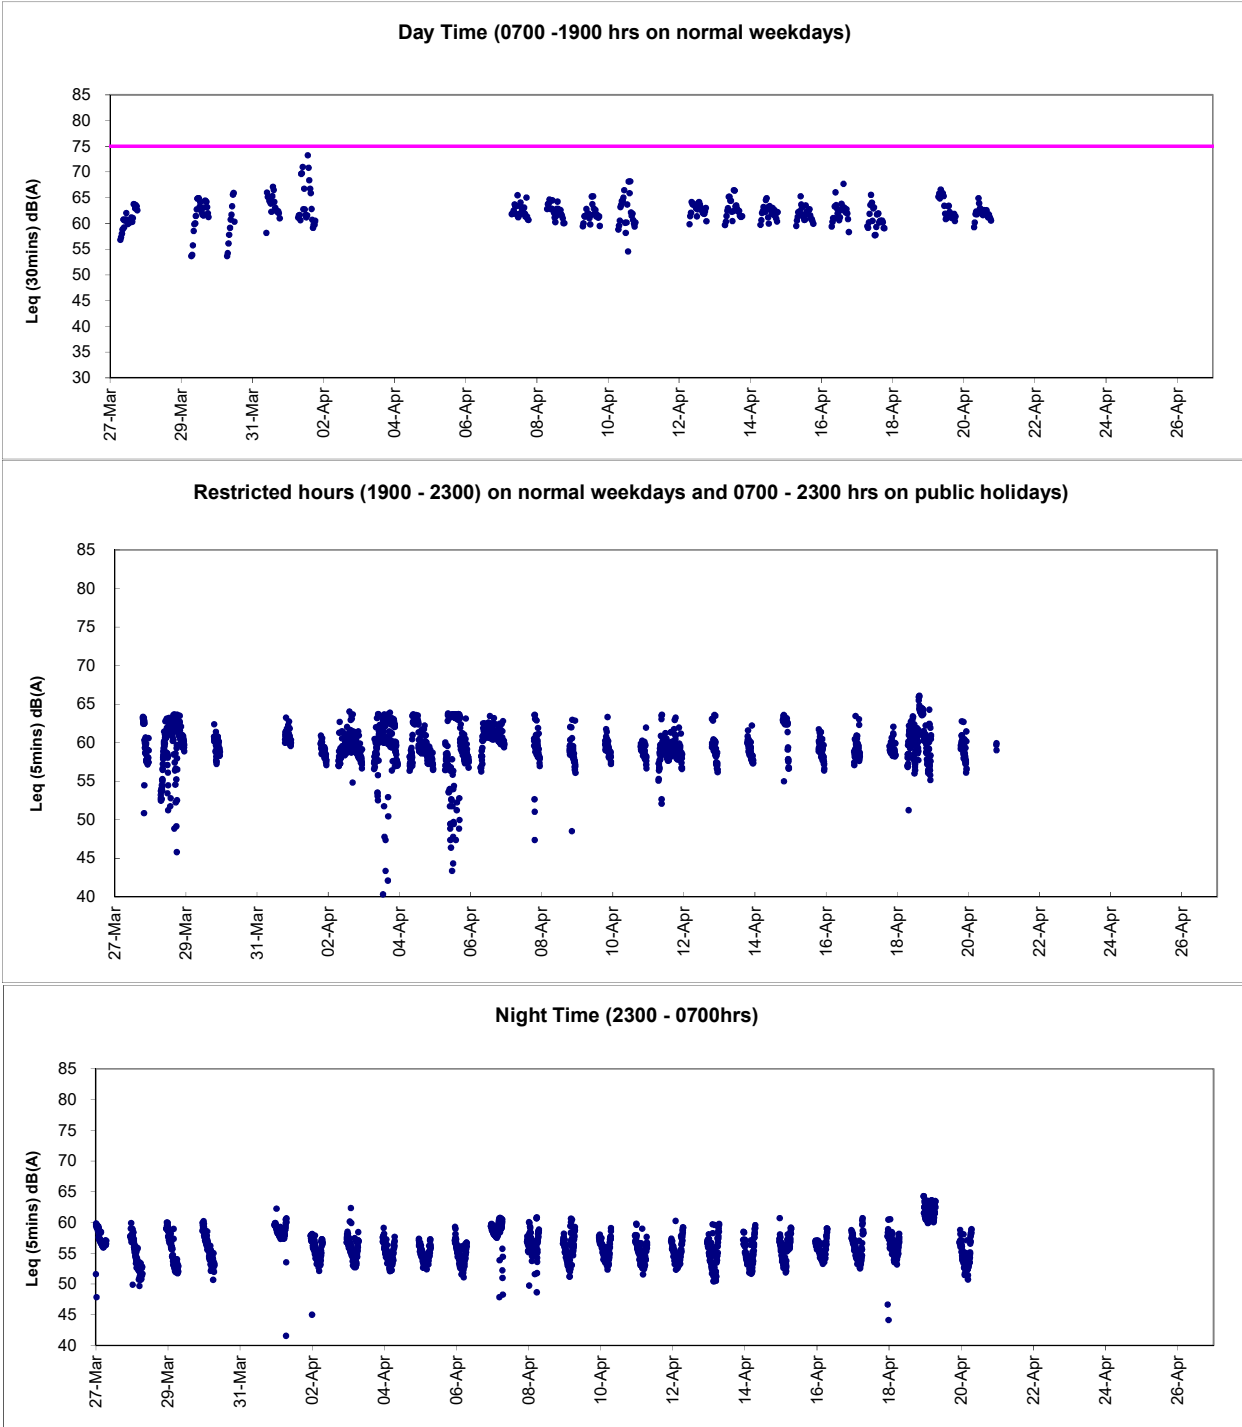 Day Time (0700 -1900 hrs on normal weekdays)
Leq (30mins) dB(A)
85
80
75
70
65
60
55
50
45
40
35
30
27-Mar
29-Mar
31-Mar
02-Apr
04-Apr
06-Apr
08-Apr
10-Apr
12-Apr
14-Apr
16-Apr
18-Apr
20-Apr
22-Apr
24-Apr
26-Apr
Restricted hours (1900 - 2300) on normal weekdays and 0700 - 2300 hrs on public holidays)
Leq (5mins) dB(A)
85
80
75
70
65
60
55
50
45
40
27-Mar
29-Mar
31-Mar
02-Apr
04-Apr
06-Apr
08-Apr
10-Apr
12-Apr
14-Apr
16-Apr
18-Apr
20-Apr
22-Apr
24-Apr
26-Apr
Night Time (2300 - 0700hrs)
Leq (5mins) dB(A)
85
80
75
70
65
60
55
50
45
40
27-Mar
29-Mar
31-Mar
02-Apr
04-Apr
06-Apr
08-Apr
10-Apr
12-Apr
14-Apr
16-Apr
18-Apr
20-Apr
22-Apr
24-Apr
26-Apr